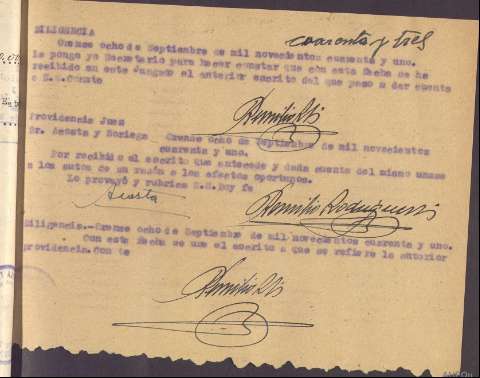 cuarenta y tres
DILIGENCIA
Orense ocho de Septiembre de mil novecientos cuarenta y uno.
La pongo yo Secretario para hacer constar que con esta fecha se ha
recibido en este Juzgado el anterior escrito del que paso a dar cuenta
a S.S. Conste
Providencia Juez
Sr. Acosta y Noriega Orense ocho de Septiembre de mil novecientos
cuarenta y uno.
Por recibido el escrito que antecede y dada cuenta del mismo unase
a los autos de su razón a los efectos oportunos.
Lo proveyó y rubrica S.S. Doy fe
Acosta
Remilio Rodriguez
Diligencia.-Orense ocho de Septiembre de mil novecientos cuarenta y uno.
Con esta fecha se une el escrito a que se refiere la anterior
providencia. Con te